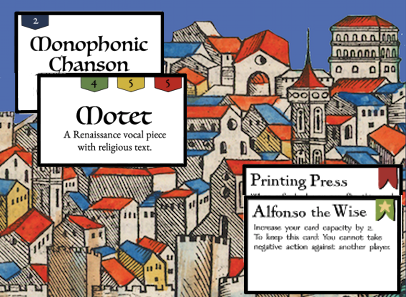 2
Monophonic
Chanson
4 5 5
Motet
A Renaissance vocal piece
with religious text.
Printing Press
Alfonso the Wise
Increase your card capacity by 2.
To keep this card: You cannot take
negative action against another player.